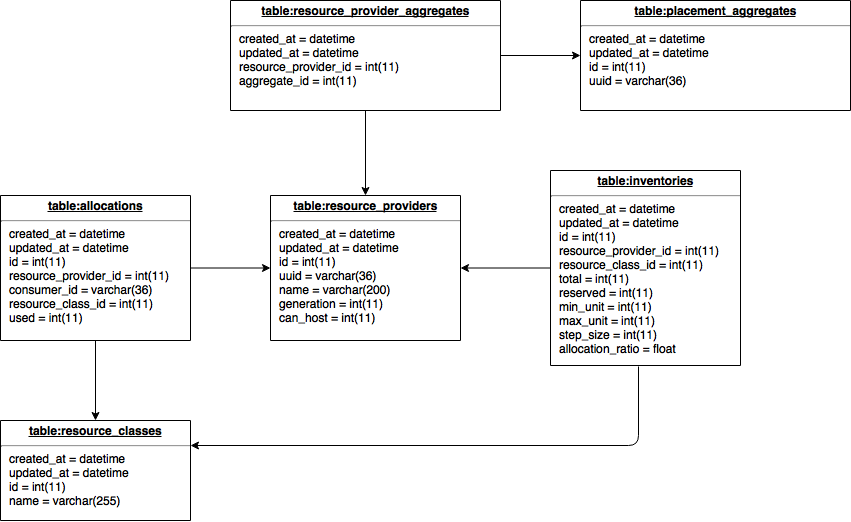 table:resource_provider_aggregates
created_at = datetime
updated_at = datetime
resource_provider_id = int(11)
aggregate_id = int(11)
table:placement_aggregates
created_at = datetime
updated_at = datetime
id = int(11)
uuid = varchar(36)
table:allocations
created_at = datetime
updated_at = datetime
id = int(11)
resource_provider_id = int(11)
consumer_id = varchar(36)
resource_class_id = int(11)
used = int(11)
table:resource_providers
created_at = datetime
updated_at = datetime
id = int(11)
uuid = varchar(36)
name = varchar(200)
generation = int(11)
can_host = int(11)
table:inventories
created_at = datetime
updated_at = datetime
id = int(11)
resource_provider_id = int(11)
resource_class_id = int(11)
total = int(11)
reserved = int(11)
min_unit = int(11)
max_unit = int(11)
step_size = int(11)
allocation_ratio = float
table:resource_classes
created_at = datetime
updated_at = datetime
id = int(11)
name = varchar(255)